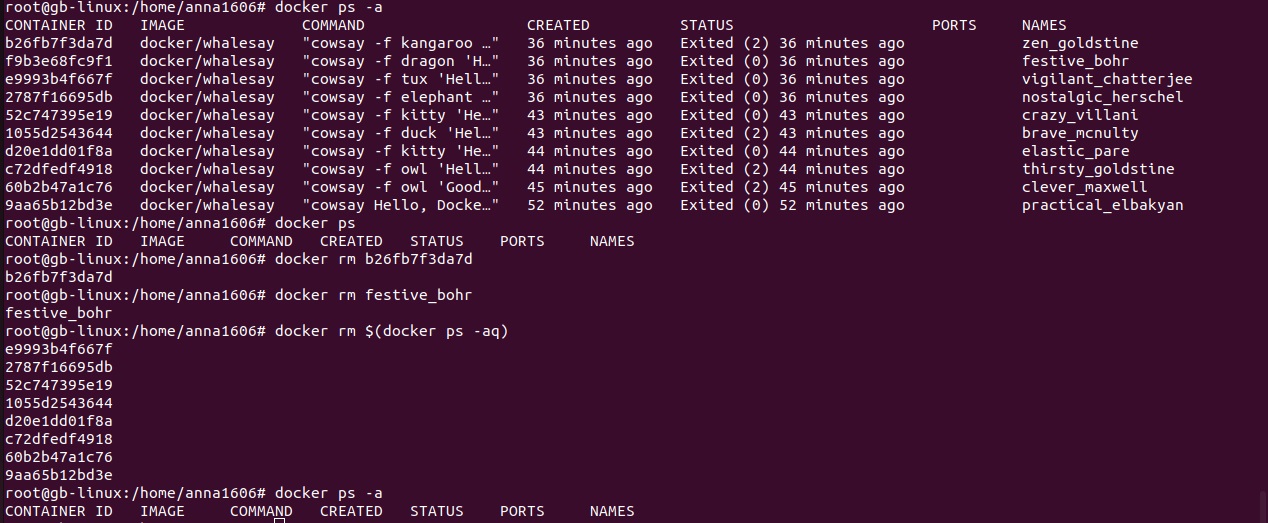 root@gb-linux:/home/anna1606# docker ps -a
CONTAINER ID   IMAGE             COMMAND                  CREATED          STATUS                      PORTS     NAMES
b26fb7f3da7d   docker/whalesay   "cowsay -f kangaroo …"   36 minutes ago   Exited (2) 36 minutes ago             zen_goldstine
f9b3e68fc9f1   docker/whalesay   "cowsay -f dragon 'H…"   36 minutes ago   Exited (0) 36 minutes ago             festive_bohr
e9993b4f667f   docker/whalesay   "cowsay -f tux 'Hell…"   36 minutes ago   Exited (0) 36 minutes ago             vigilant_chatterjee
2787f16695db   docker/whalesay   "cowsay -f elephant …"   36 minutes ago   Exited (0) 36 minutes ago             nostalgic_herschel
52c747395e19   docker/whalesay   "cowsay -f kitty 'He…"   43 minutes ago   Exited (0) 43 minutes ago             crazy_villani
1055d2543644   docker/whalesay   "cowsay -f duck 'Hel…"   43 minutes ago   Exited (2) 43 minutes ago             brave_mcnulty
d20e1dd01f8a   docker/whalesay   "cowsay -f kitty 'He…"   44 minutes ago   Exited (0) 44 minutes ago             elastic_pare
c72dfedf4918   docker/whalesay   "cowsay -f owl 'Hell…"   44 minutes ago   Exited (2) 44 minutes ago             thirsty_goldstine
60b2b47a1c76   docker/whalesay   "cowsay -f owl 'Good…"   45 minutes ago   Exited (2) 45 minutes ago             clever_maxwell
9aa65b12bd3e   docker/whalesay   "cowsay Hello, Docke…"   52 minutes ago   Exited (0) 52 minutes ago             practical_elbakyan
root@gb-linux:/home/anna1606# docker ps
CONTAINER ID   IMAGE     COMMAND   CREATED   STATUS    PORTS     NAMES
root@gb-linux:/home/anna1606# docker rm b26fb7f3da7d
b26fb7f3da7d
root@gb-linux:/home/anna1606# docker rm festive_bohr
festive_bohr
root@gb-linux:/home/anna1606# docker rm $(docker ps -aq)
e9993b4f667f
2787f16695db
52c747395e19
1055d2543644
d20e1dd01f8a
c72dfedf4918
60b2b47a1c76
9aa65b12bd3e
root@gb-linux:/home/anna1606# docker ps -a
CONTAINER ID   IMAGE     COMMAND   CREATED   STATUS    PORTS     NAMES